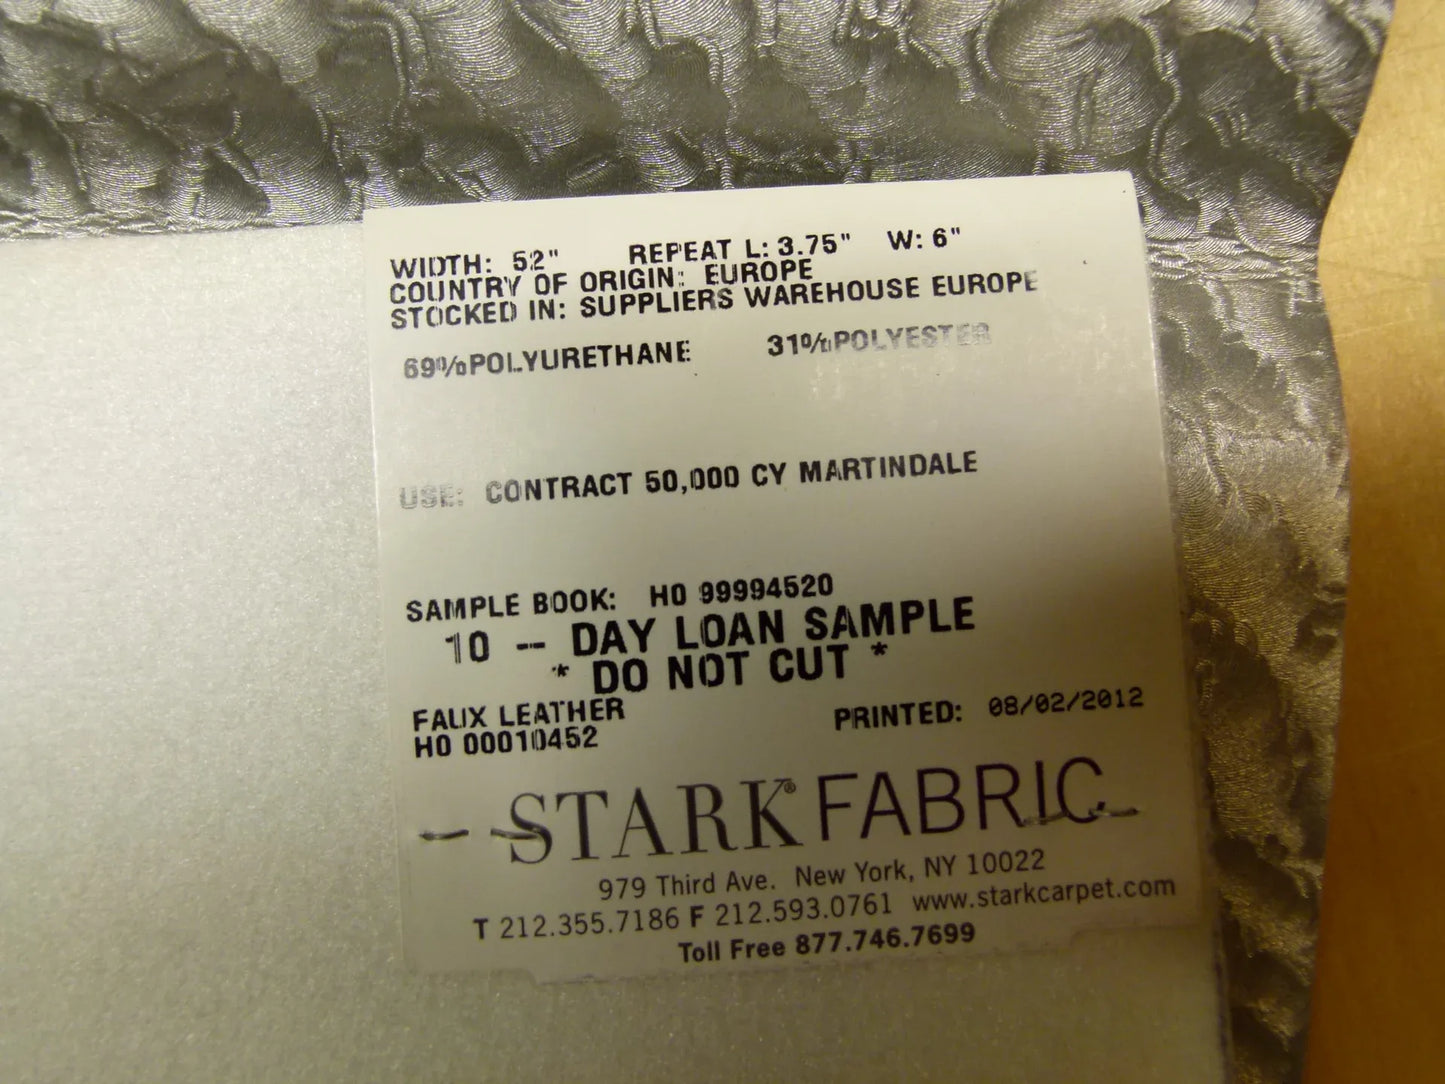 WIDTH: 52" REPEAT L: 3.75" W: 6"
COUNTRY OF ORIGIN: EUROPE
STOCKED IN: SUPPLIERS WAREHOUSE EUROPE
69%POLYURETHANE 31%POLYESTER
USE: CONTRACT 50,000 CY MARTINDALE
SAMPLE BOOK: H0 99994520
10 -- DAY LOAN SAMPLE
* DO NOT CUT *
FAUX LEATHER
H0 00010452 PRINTED: 08/02/2012
STARK® FABRIC
979 Third Ave. New York, NY 10022
T 212.355.7186 F 212.593.0761 www.starkcarpet.com
Toll Free 877.746.7699